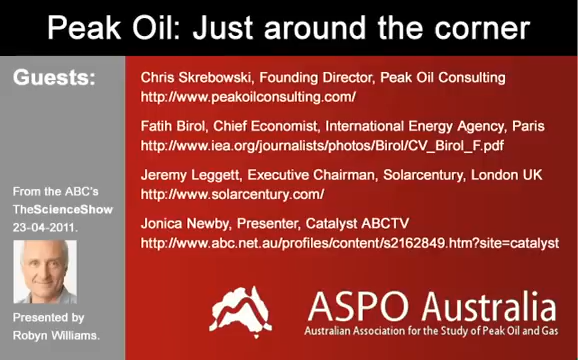 Peak Oil: Just around the corner
Guests:
Chris Skrebowski, Founding Director, Peak Oil Consulting
http://www.peakoilconsulting.com/
Fatih Birol, Chief Economist, International Energy Agency, Paris
http://www.iea.org/journalists/photos/Birol/CV_Birol_F.pdf
Jeremy Leggett, Executive Chairman, Solarcentury, London UK
http://www.solarcentury.com/
Jonica Newby, Presenter, Catalyst ABCTV
http://www.abc.net.au/profiles/content/s2162849.htm?site=catalyst
From the ABC's
TheScienceShow
23-04-2011.
Presented by
Robyn Williams.
ASPO Australia
Australian Association for the Study of Peak Oil and Gas